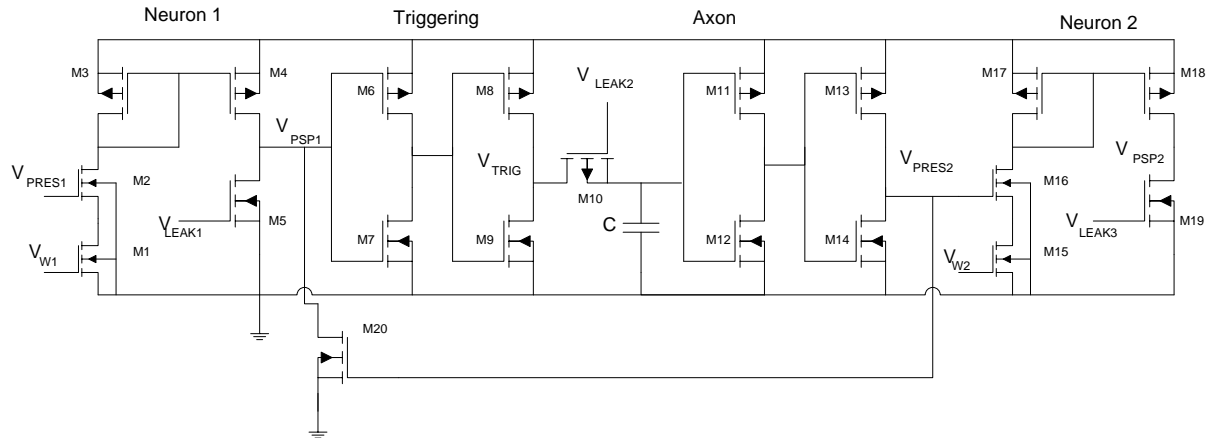 Neuron 1
Triggering
Axon
Neuron 2
M3
M4
M6
M8
V LEAK2
M11
M13
M17
M18
V PSP1
V PRES1
M2
V TRIG
M10
V PRES2
M16
V PSP2
V LEAK1
M5
C
V LEAK3
M19
V W1
M1
M7
M9
M12
M14
V W2
M15
M20